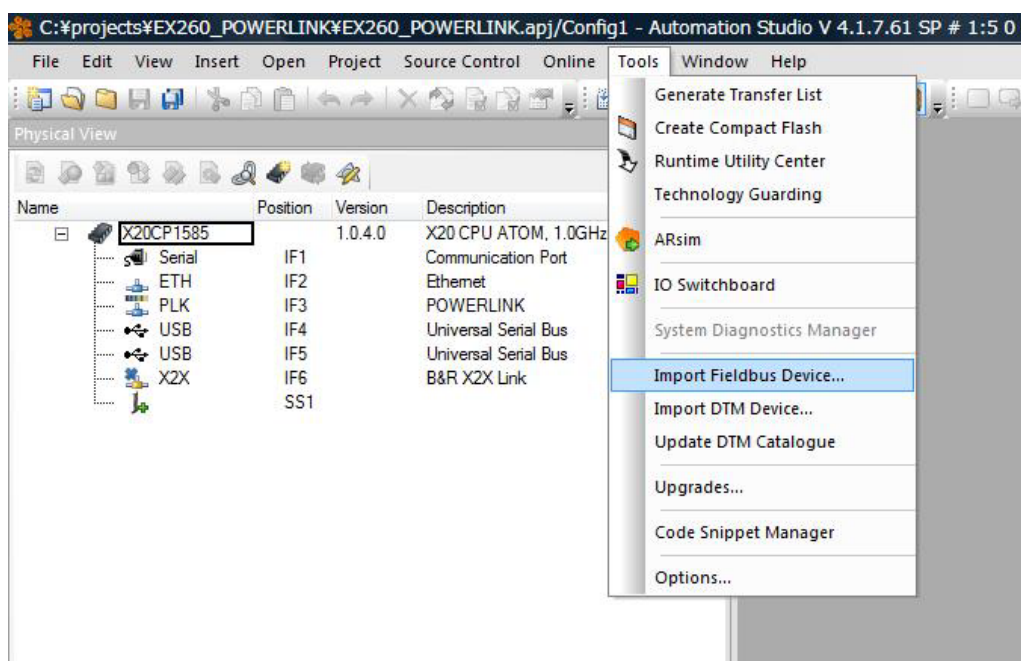 C:¥projects¥EX260_POWERLINK¥EX260_POWERLINK.apj/Config1 - Automation Studio V 4.1.7.61 SP # 1:5 0
File Edit View Insert Open Project Source Control Online Tools Window Help
Physical View
Name Position Version Description
X20CP1585 1.0.4.0 X20 CPU ATOM, 1.0GHz
Serial IF1 Communication Port
ETH IF2 Ethernet
PLK IF3 POWERLINK
USB IF4 Universal Serial Bus
USB IF5 Universal Serial Bus
X2X IF6 B&R X2X Link
SS1
Generate Transfer List
Create Compact Flash
Runtime Utility Center
Technology Guarding
ARsim
IO Switchboard
System Diagnostics Manager
Import Fieldbus Device...
Import DTM Device...
Update DTM Catalogue
Upgrades...
Code Snippet Manager
Options...